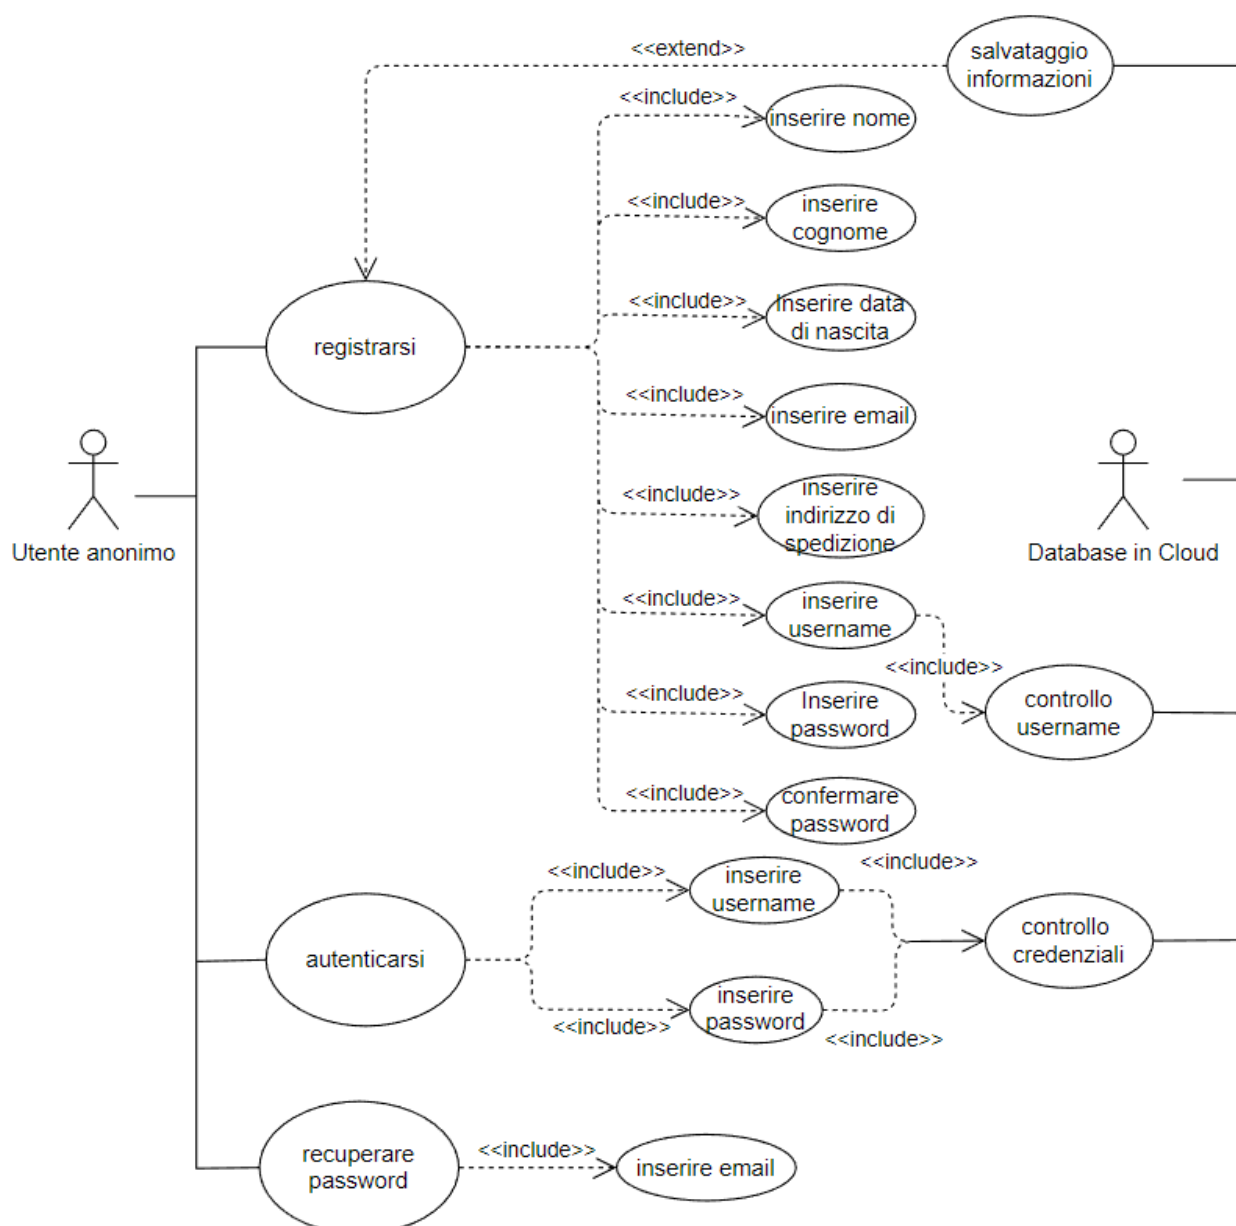 <<extend>>
salvataggio
informazioni
<<include>>
inserire nome
<<include>>
inserire
cognome
<<include>>
Inserire data
di nascita
registrarsi
<<include>>
inserire email
<<include>>
inserire
indirizzo di
spedizione
Utente anonimo
Database in Cloud
<<include>>
inserire
username
<<include>>
controllo
username
<<include>>
Inserire
password
<<include>>
confermare
password
<<include>>
inserire
username
<<include>>
autenticarsi
controllo
credenziali
<<include>>
inserire
password
<<include>>
recuperare
password
<<include>>
inserire email